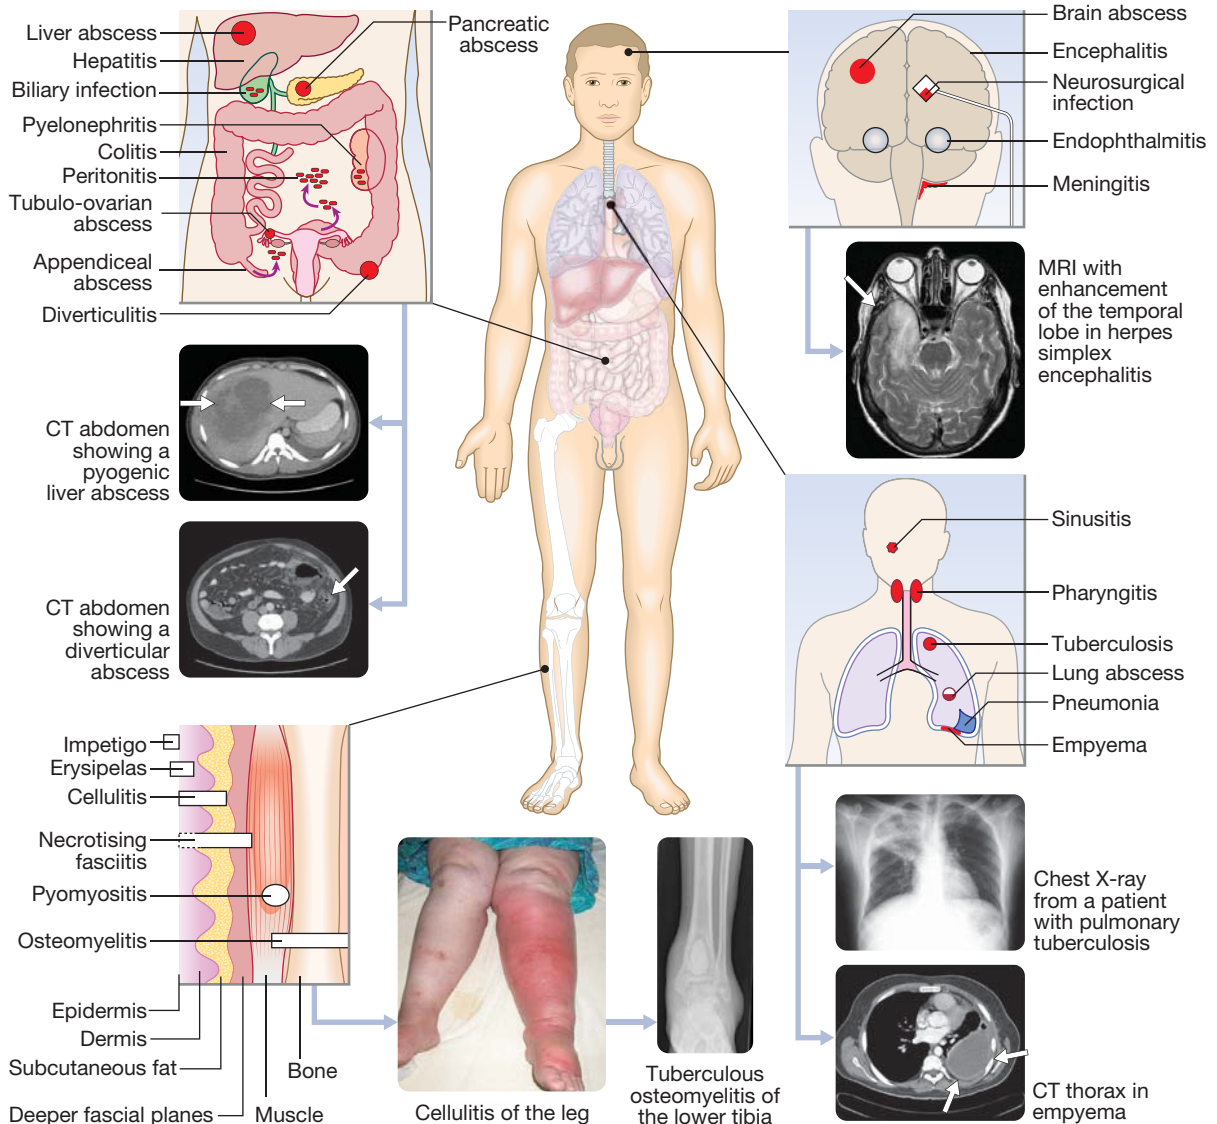 Liver abscess
Hepatitis
Biliary infection
Pyelonephritis
Colitis
Peritonitis
Tubulo-ovarian
abscess
Appendiceal
abscess
Diverticulitis
Pancreatic
abscess
Brain abscess
Encephalitis
Neurosurgical
infection
Endophthalmitis
Meningitis
MRI with
enhancement
of the temporal
lobe in herpes
simplex
encephalitis
CT abdomen
showing a
pyogenic
liver abscess
CT abdomen
showing a
diverticular
abscess
Sinusitis
Pharyngitis
Tuberculosis
Lung abscess
Pneumonia
Empyema
Impetigo
Erysipelas
Cellulitis
Necrotising
fasciitis
Pyomyositis
Osteomyelitis
Epidermis
Dermis
Subcutaneous fat
Deeper fascial planes
Muscle
Bone
Cellulitis of the leg
Tuberculous
osteomyelitis of
the lower tibia
Chest X-ray
from a patient
with pulmonary
tuberculosis
CT thorax in
empyema